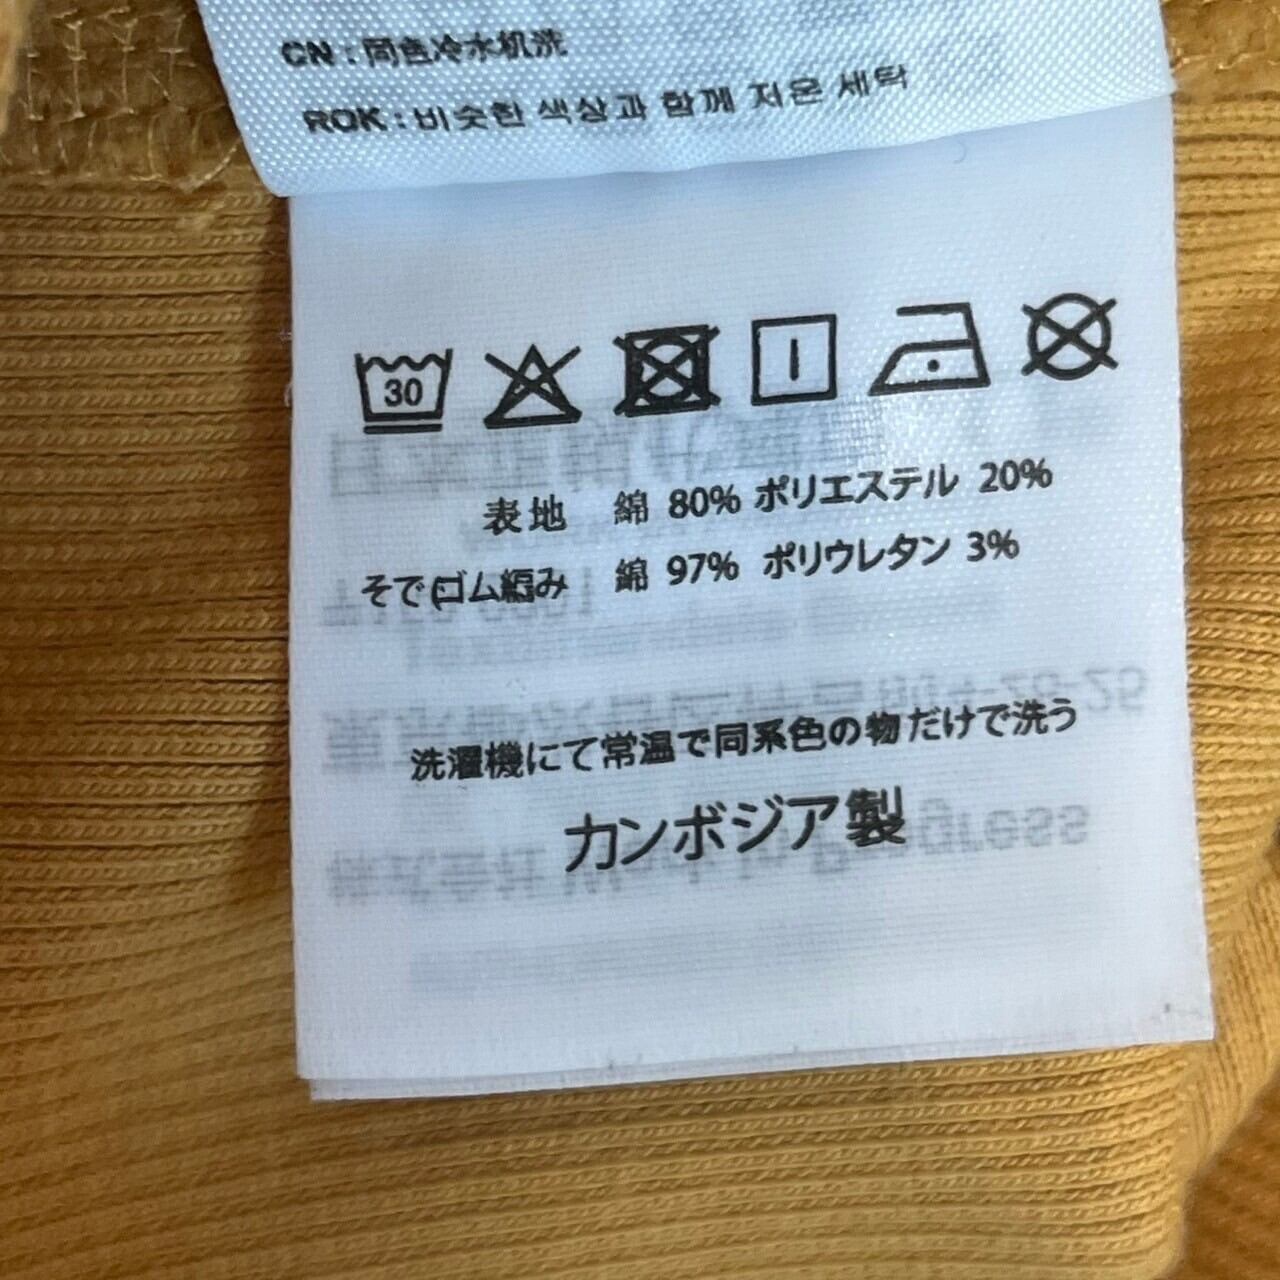 CN : 同色冷水机洗
ROK : 비슷한 색상과 함께 저온 세탁
30
表地 綿 80% ポリエステル 20%
そで(ゴム編み 綿 97% ポリウレタン 3%
洗濯機にて常温で同系色の物だけで洗う
カンボジア製